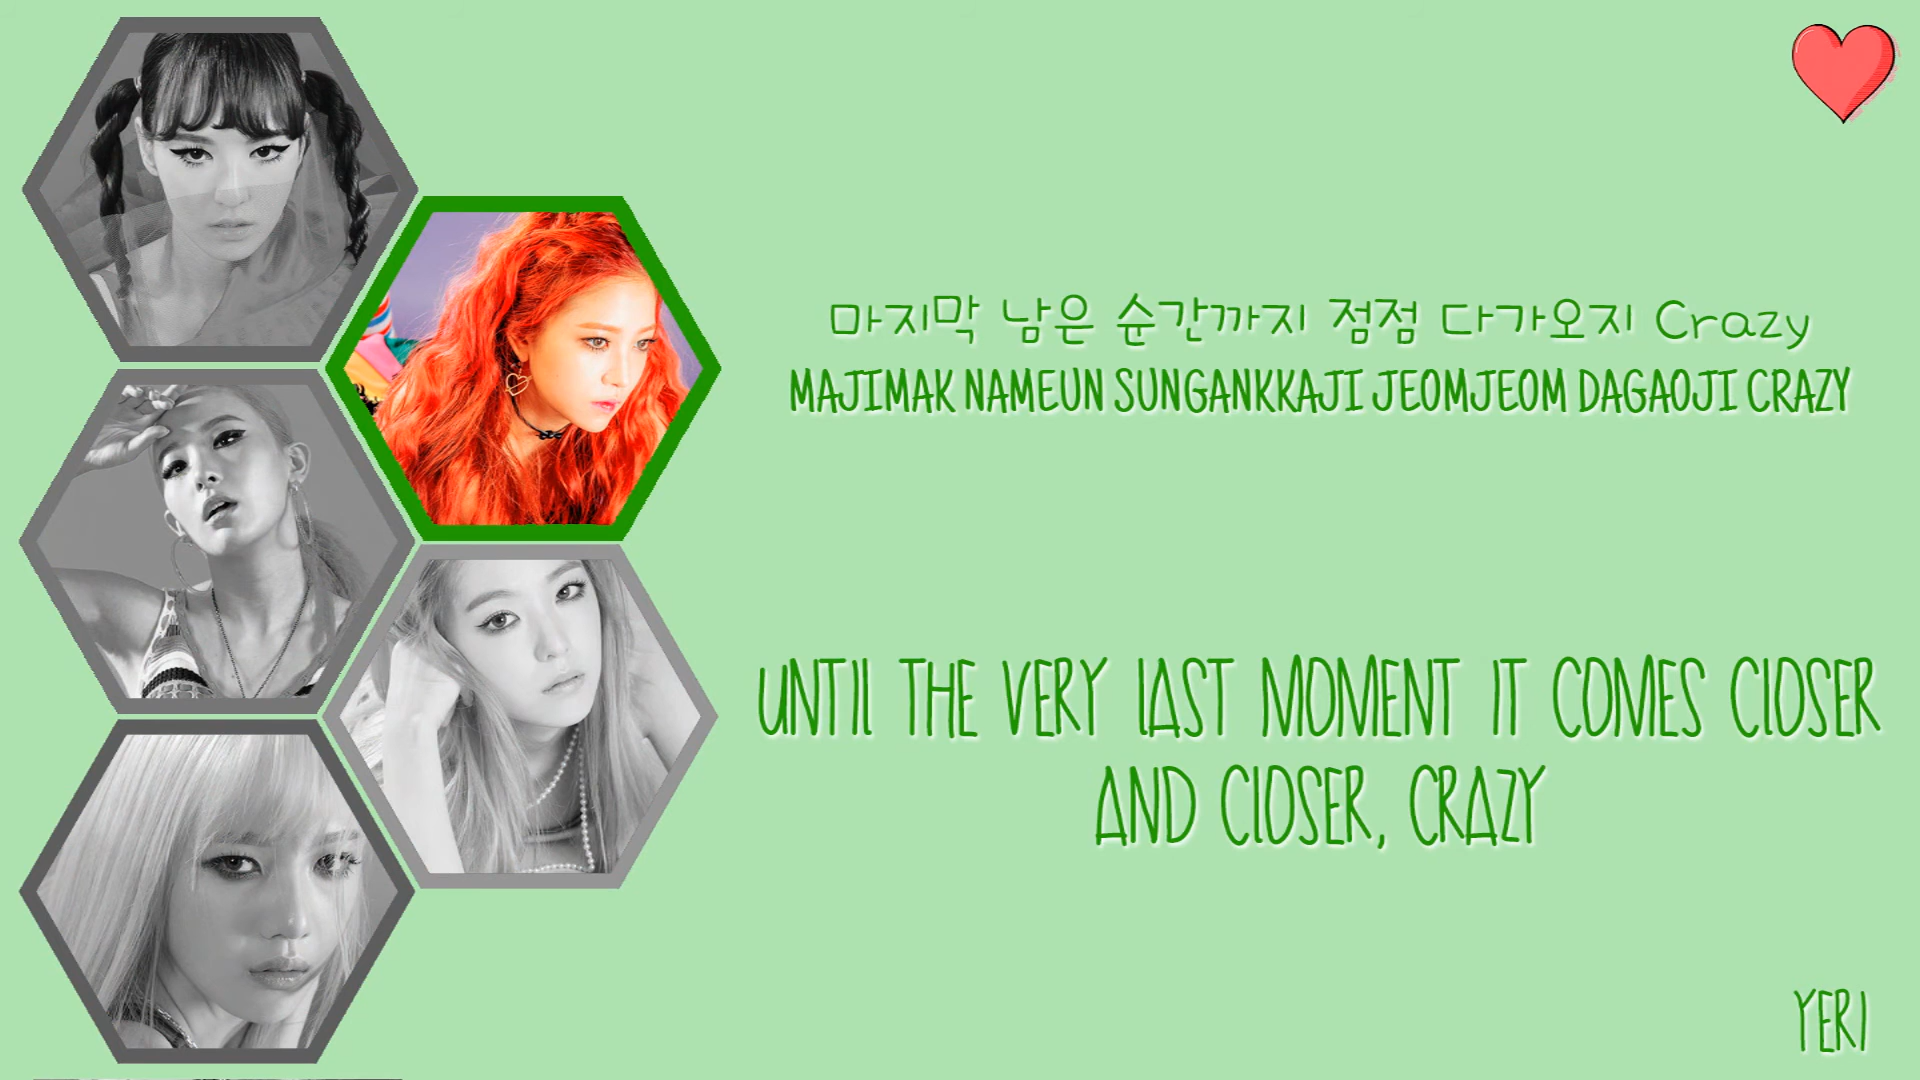 마지막 남은 순간까지 점점 다가오지 Crazy
MAJIMAK NAMEUN SUNGANKKAJI JEOMJEOM DAGAOJI CRAZY
UNTIL THE VERY LAST MOMENT IT COMES CLOSER
AND CLOSER, CRAZY
YERI